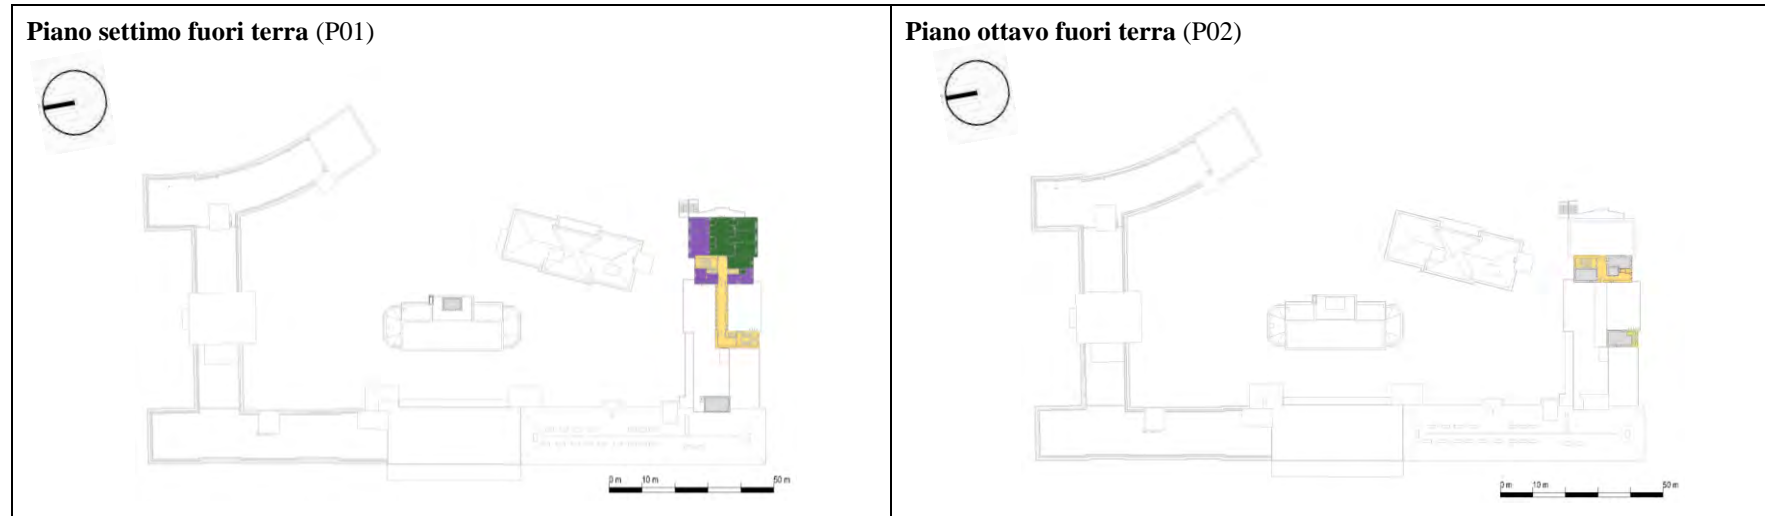 Piano settimo fuori terra (P01)
Piano ottavo fuori terra (P02)
0 m 10 m 50 m
0 m 10 m 50 m